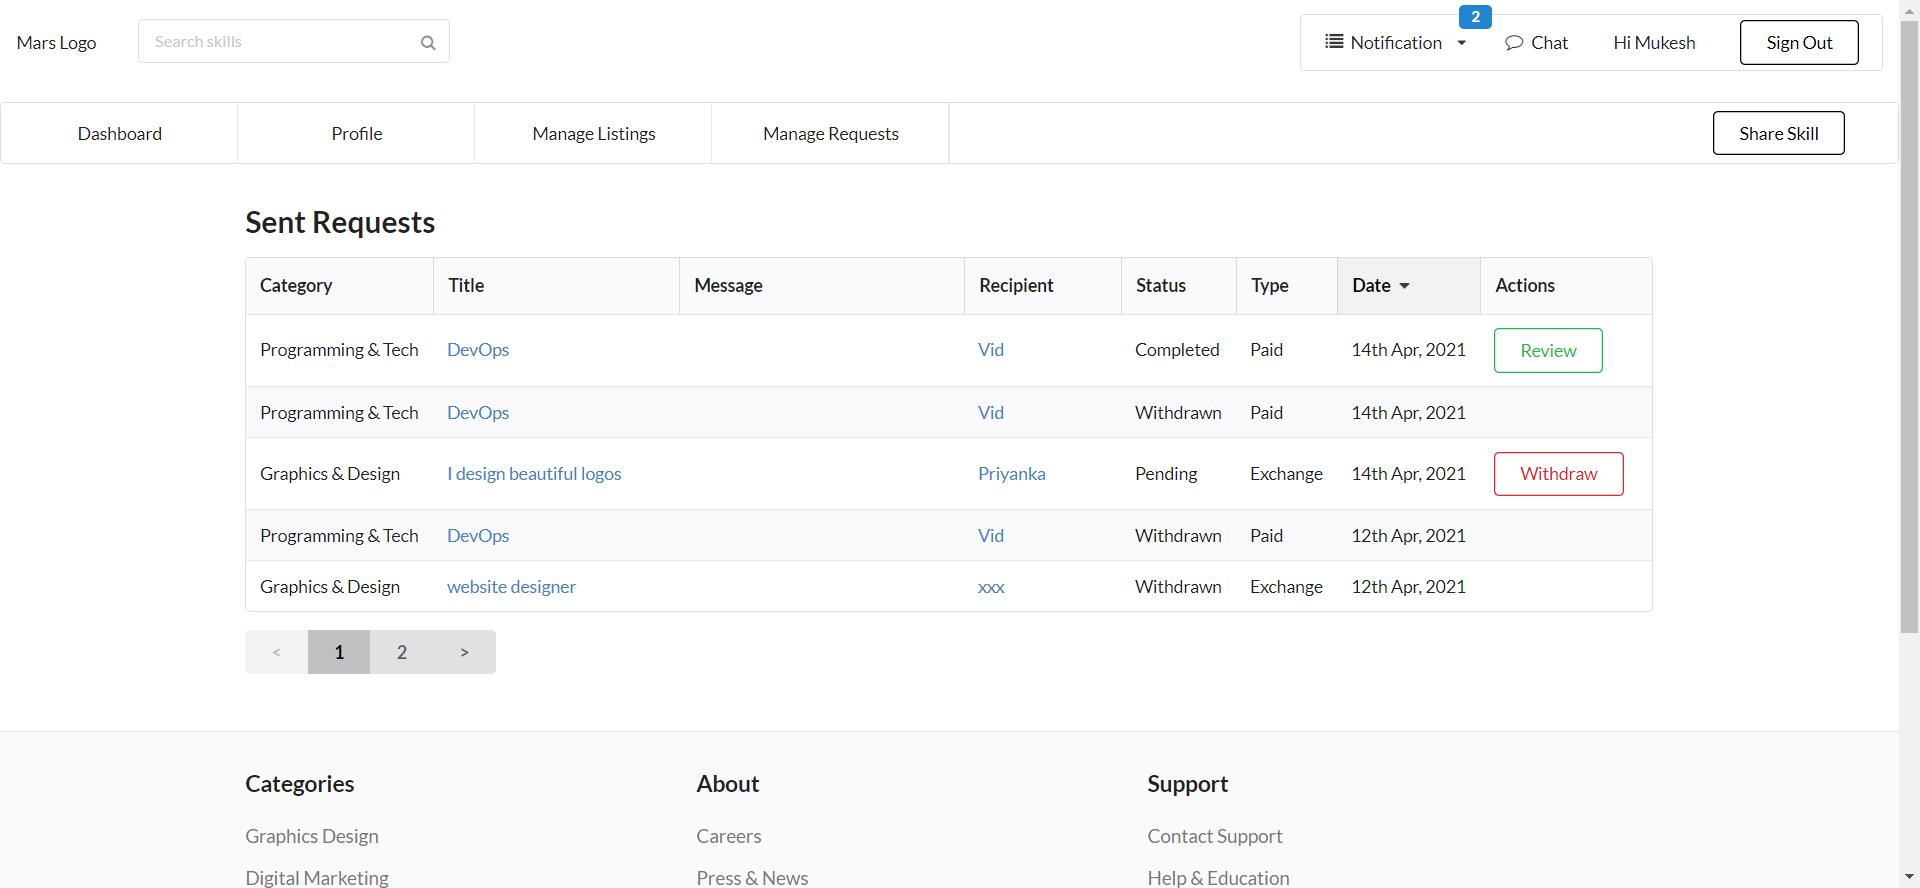 Mars Logo
Search skills
2
Notification
Chat
Hi Mukesh
Sign Out
Dashboard
Profile
Manage Listings
Manage Requests
Share Skill
Sent Requests
Category Title Message Recipient Status Type Date Actions
Programming & Tech DevOps Vid Completed Paid 14th Apr, 2021 Review
Programming & Tech DevOps Vid Withdrawn Paid 14th Apr, 2021
Graphics & Design I design beautiful logos Priyanka Pending Exchange 14th Apr, 2021 Withdraw
Programming & Tech DevOps Vid Withdrawn Paid 12th Apr, 2021
Graphics & Design website designer xxx Withdrawn Exchange 12th Apr, 2021
< 1 2 >
Categories About Support
Graphics Design Careers Contact Support
Digital Marketing Press & News Help & Education